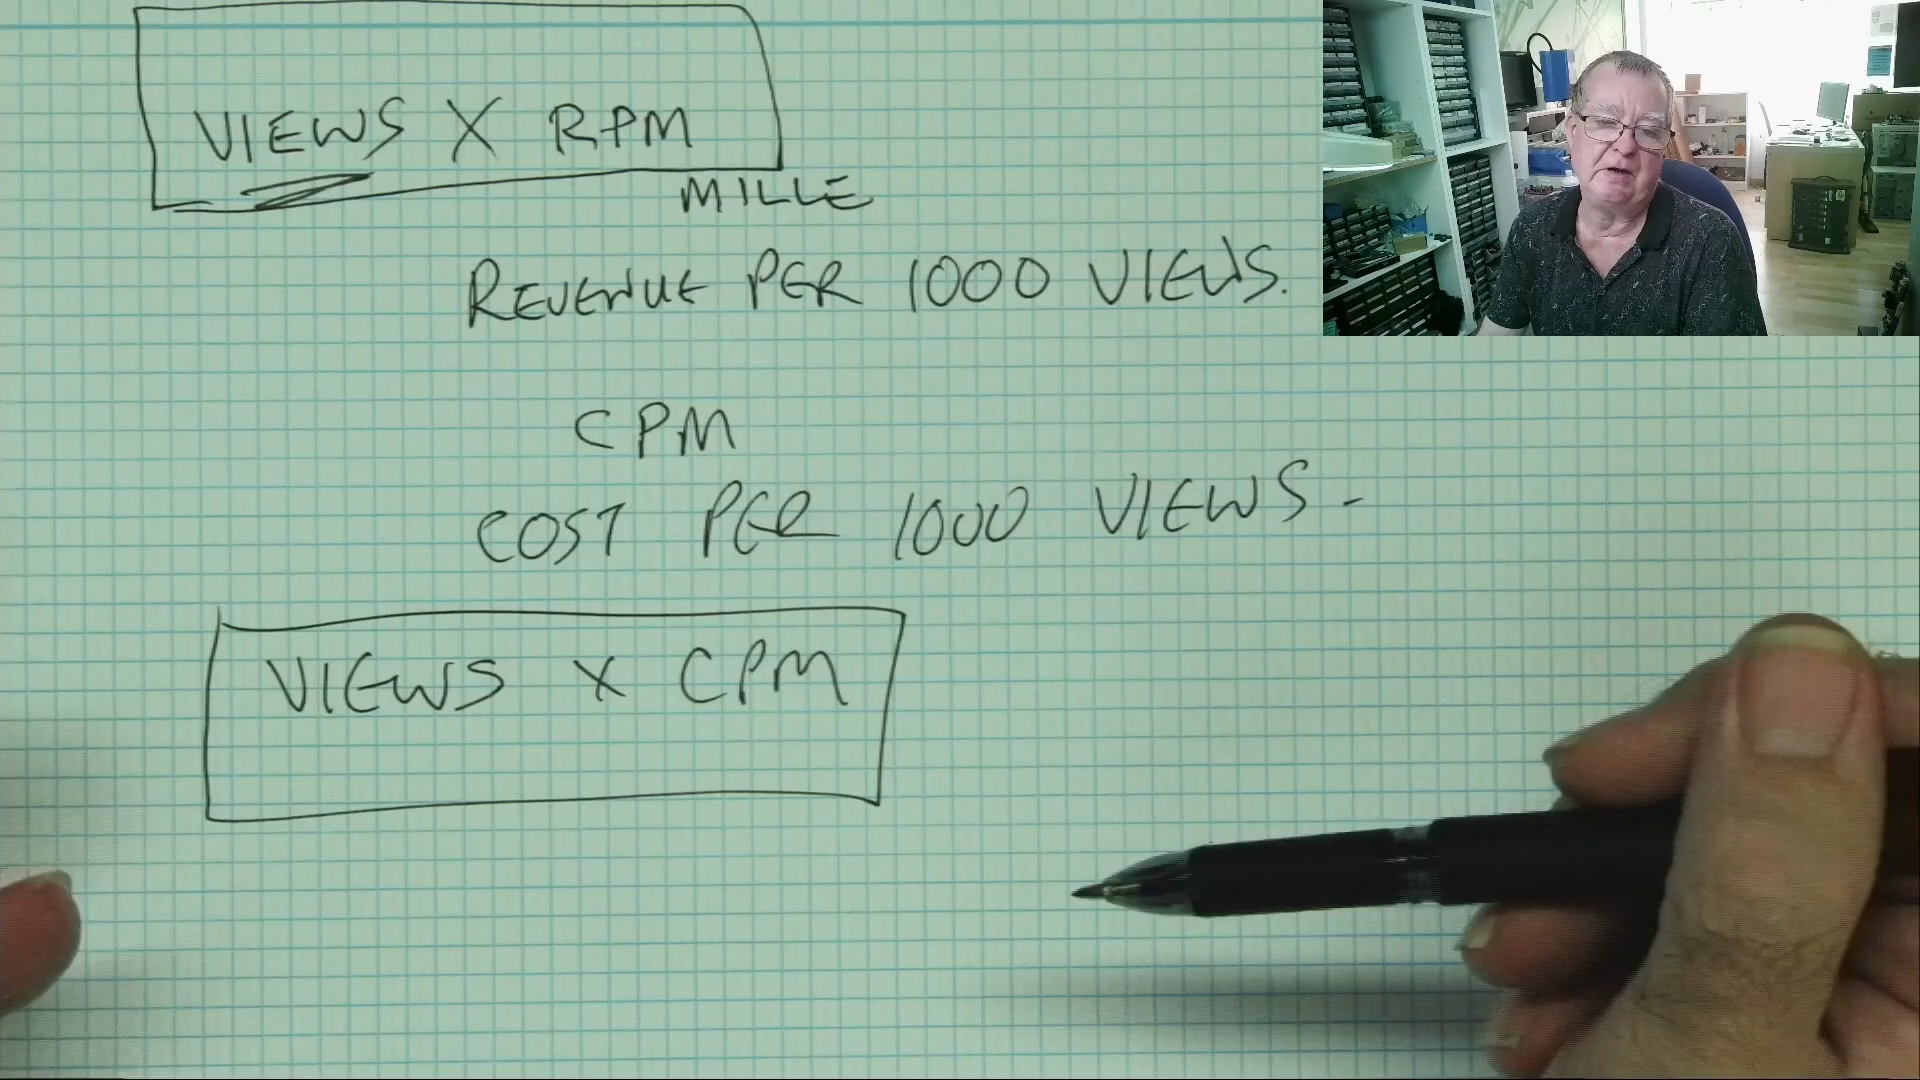 VIEWS X RPM
MILLE
REVENUE PER 1000 VIEWS.
CPM
COST PER 1000 VIEWS -
VIEWS X CPM